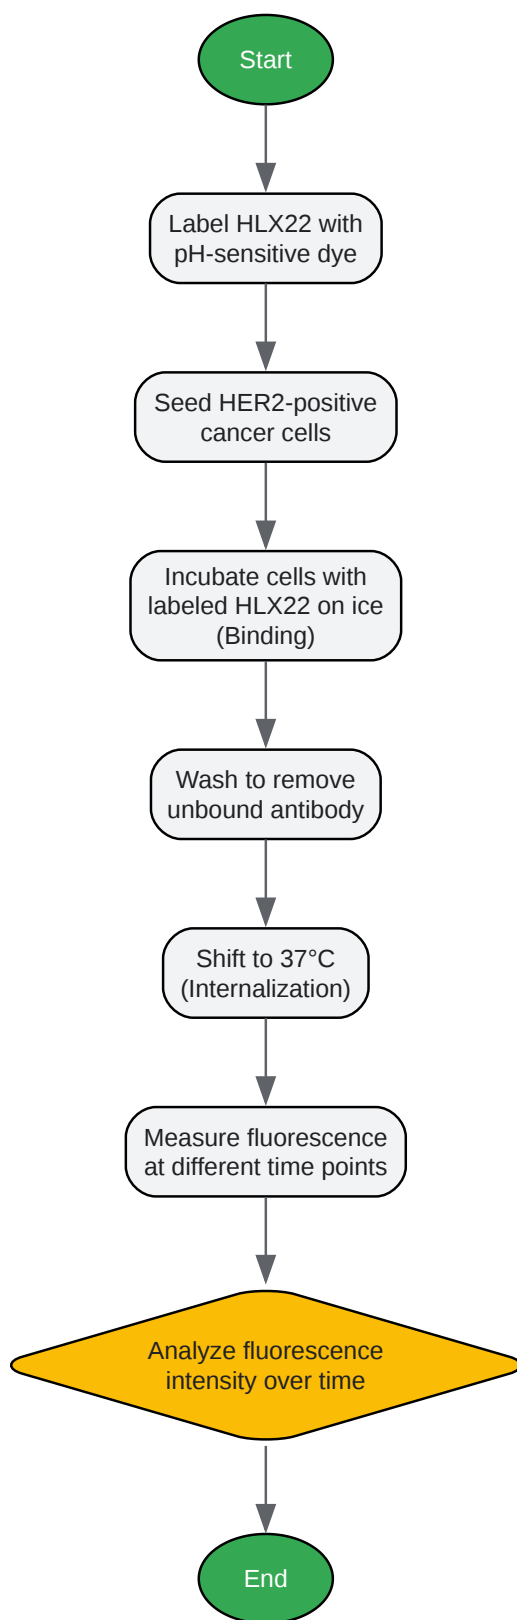 Start
Label HLX22 with
pH-sensitive dye
Seed HER2-positive
cancer cells
Incubate cells with
labeled HLX22 on ice
(Binding)
Wash to remove
unbound antibody
Shift to 37°C
(Internalization)
Measure fluorescence
at different time points
Analyze fluorescence
intensity over time
End